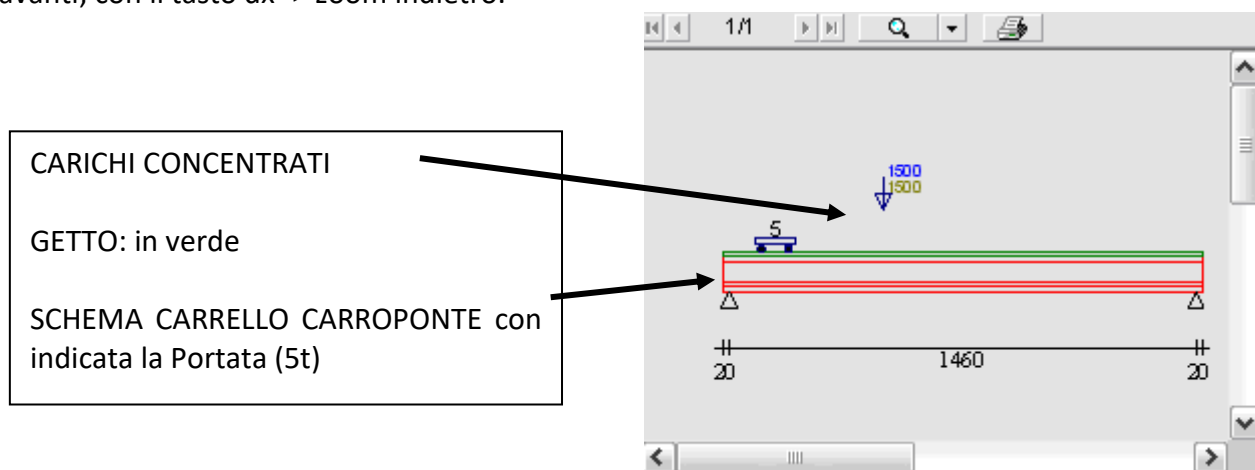 avanti, con il tasto dx -> zoom indietro.
1/1
CARICHI CONCENTRATI
GETTO: in verde
SCHEMA CARRELLO CARROPONTE con
indicata la Portata (5t)
1500
1500
5
1460
20
20